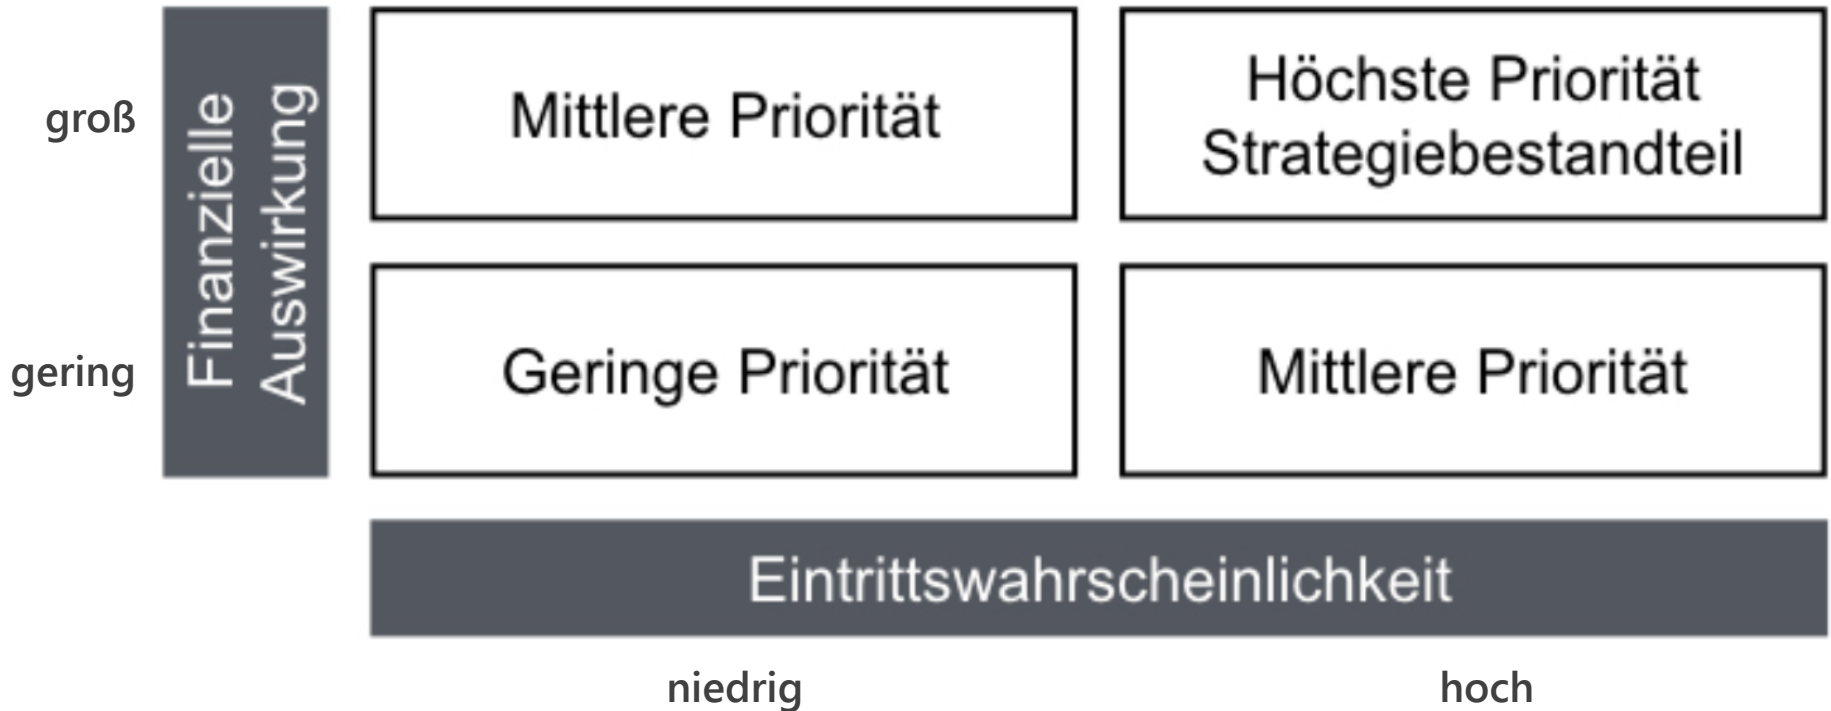 groß
Finanzielle
Auswirkung
Mittlere Priorität
Höchste Priorität
Strategiebestandteil
gering
Geringe Priorität
Mittlere Priorität
Eintrittswahrscheinlichkeit
niedrig
hoch